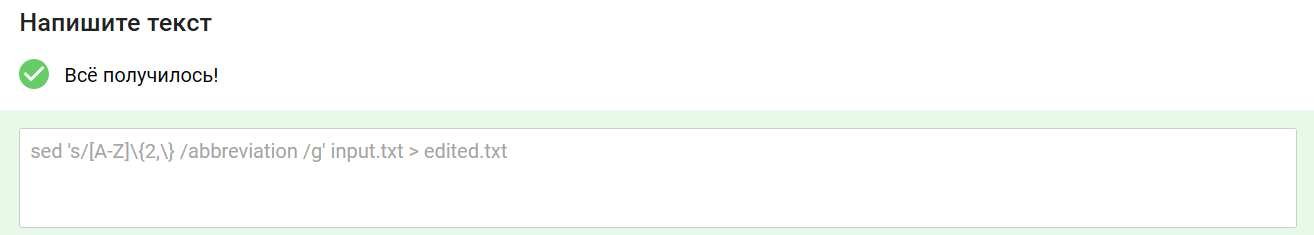 Напишите текст
Всё получилось!
sed 's/[A-Z]\{2,\} /abbreviation /g' input.txt > edited.txt